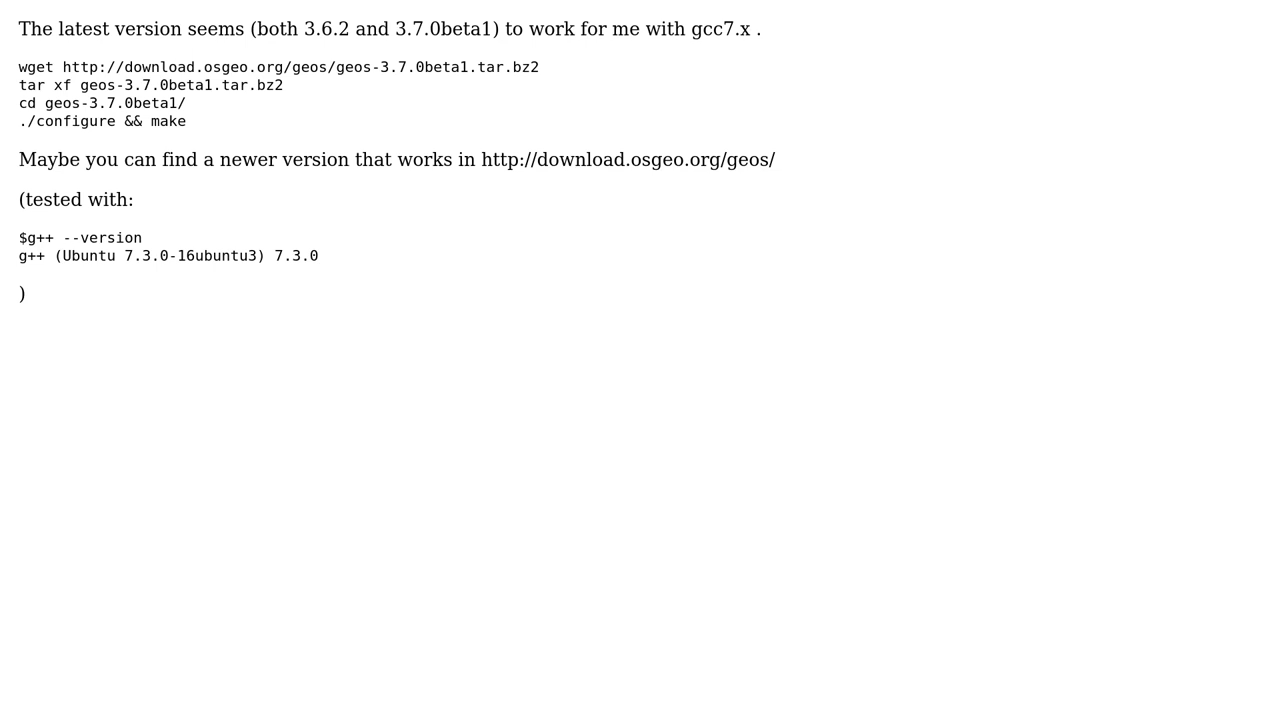 The latest version seems (both 3.6.2 and 3.7.0beta1) to work for me with gcc7.x .
wget http://download.osgeo.org/geos/geos-3.7.0beta1.tar.bz2
tar xf geos-3.7.0beta1.tar.bz2
cd geos-3.7.0beta1/
./configure && make
Maybe you can find a newer version that works in http://download.osgeo.org/geos/
(tested with:
$g++ --version
g++ (Ubuntu 7.3.0-16ubuntu3) 7.3.0
)